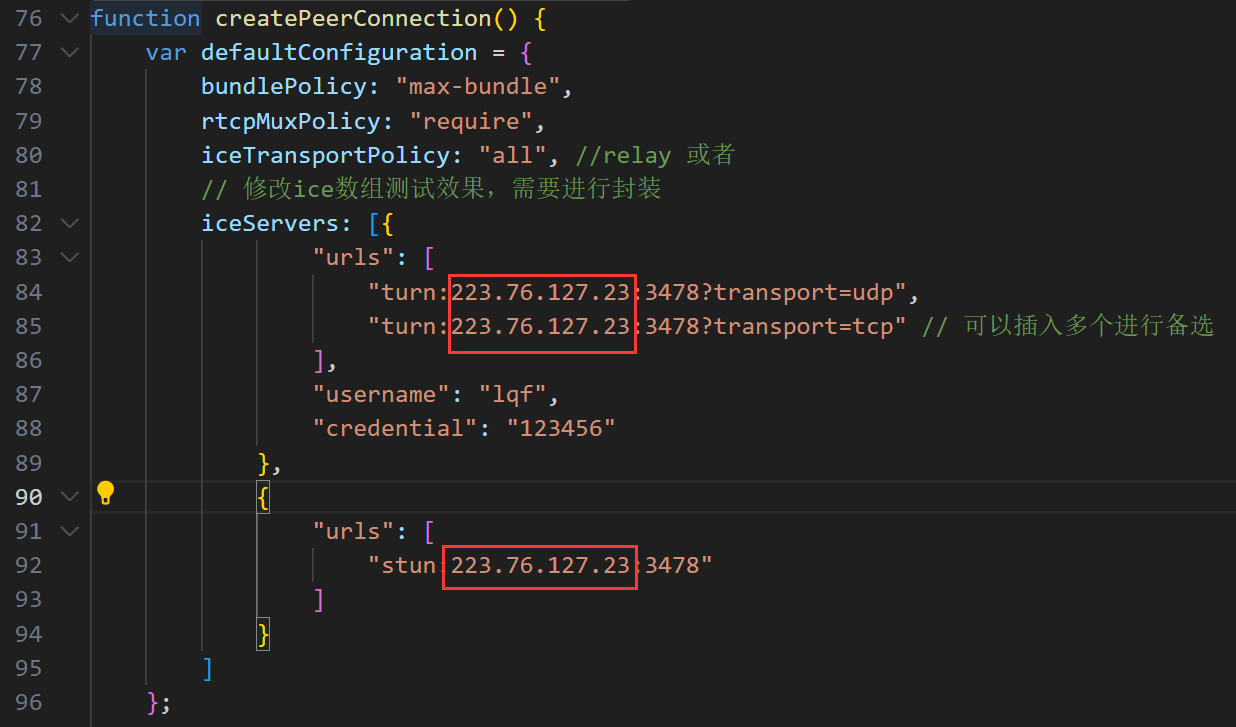 76 function createPeerConnection() {
77 var defaultConfiguration = {
78 bundlePolicy: "max-bundle",
79 rtcpMuxPolicy: "require",
80 iceTransportPolicy: "all", //relay 或者
81 // 修改ice数组测试效果，需要进行封装
82 iceServers: [{
83 "urls": [
84 "turn:223.76.127.23:3478?transport=udp",
85 "turn:223.76.127.23:3478?transport=tcp" // 可以插入多个进行备选
86 ],
87 "username": "lqf",
88 "credential": "123456"
89 },
90 {
91 "urls": [
92 "stun:223.76.127.23:3478"
93 ]
94 }
95 ]
96 };